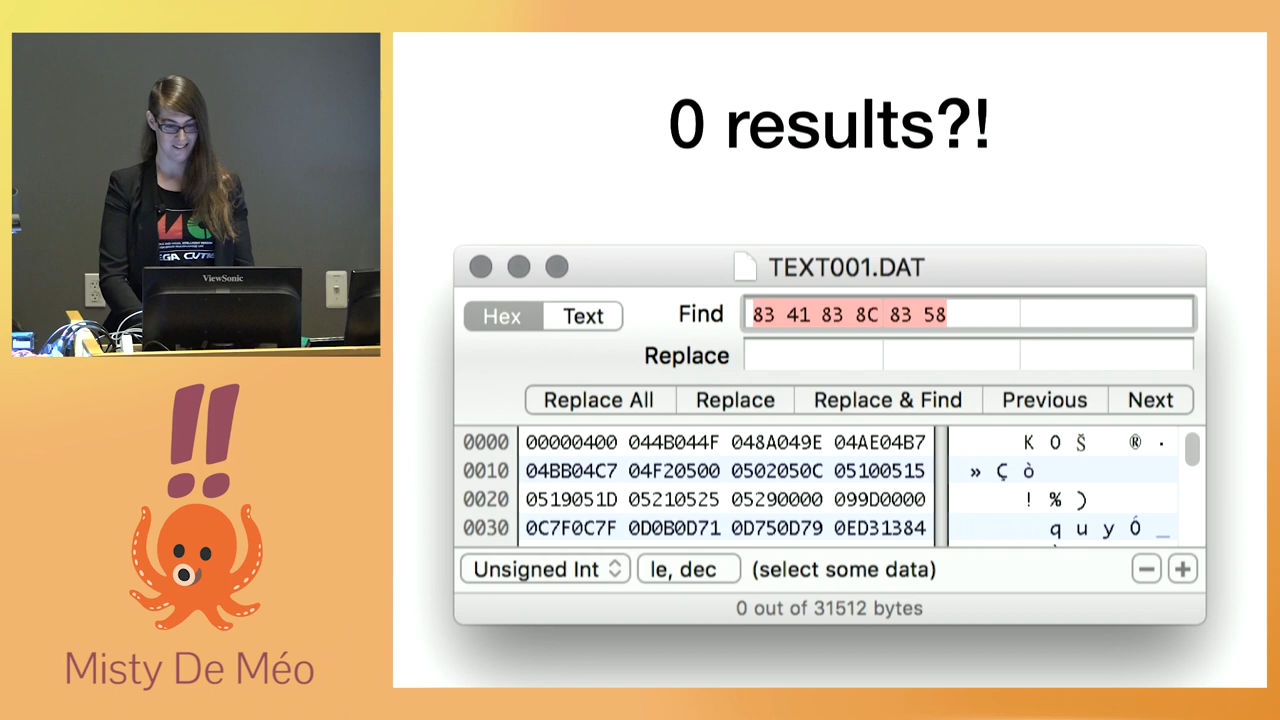 0 results?!
TEXT001.DAT
Hex Text Find 83 41 83 8C 83 58
Replace
Replace All Replace Replace & Find Previous Next
0000 00000400 044B044F 048A049E 04AE04B7 K O Š ® ·
0010 04BB04C7 04F20500 0502050C 05100515 » Ç ò
0020 0519051D 05210525 05290000 099D0000 ! % )
0030 0C7F0C7F 0D0B0D71 0D750D79 0ED31384 q u y Ó _
Unsigned Int le, dec (select some data)
0 out of 31512 bytes
ViewSonic
!!
Misty De Méo